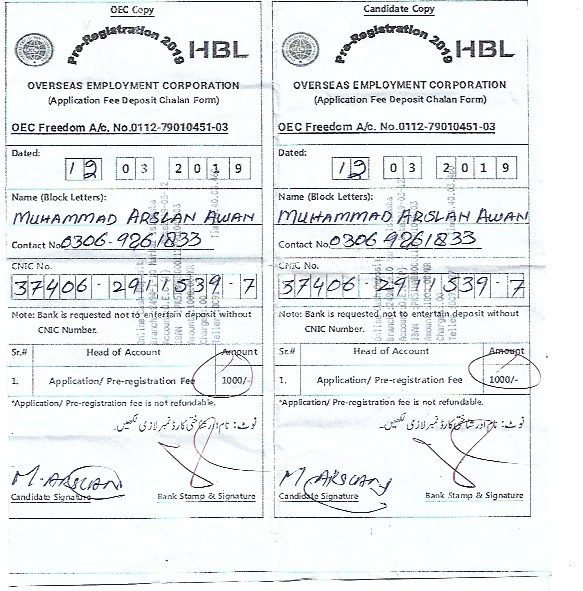 OEC Copy
Pre-Registration 2019
HBL
OVERSEAS EMPLOYMENT CORPORATION
(Application Fee Deposit Chalan Form)
OEC Freedom A/c. No.0112-79010451-03
Dated:
12 03 2019
Name (Block Letters):
MUHAMMAD ARSLAN AWAN
Contact No. 0306-9261833
CNIC No.
37406-2911539-7
Note: Bank is requested not to entertain deposit without
CNIC Number.
Sr.# Head of Account Amount
1. Application/ Pre-registration Fee 1000/-
*Application/ Pre-registration fee is not refundable.
نوٹ: نام اور شناختی کارڈ نمبر لازمی لکھیں۔
M. ARSLAN
Candidate Signature Bank Stamp & Signature
Candidate Copy
Pre-Registration 2019
HBL
OVERSEAS EMPLOYMENT CORPORATION
(Application Fee Deposit Chalan Form)
OEC Freedom A/c. No.0112-79010451-03
Dated:
12 03 2019
Name (Block Letters):
MUHAMMAD ARSLAN AWAN
Contact No. 0306-9261833
CNIC No.
37406-2911539-7
Note: Bank is requested not to entertain deposit without
CNIC Number.
Sr.# Head of Account Amount
1. Application/ Pre-registration Fee 1000/-
*Application/ Pre-registration fee is not refundable.
نوٹ: نام اور شناختی کارڈ نمبر لازمی لکھیں۔
M. ARSLAN
Candidate Signature Bank Stamp & Signature